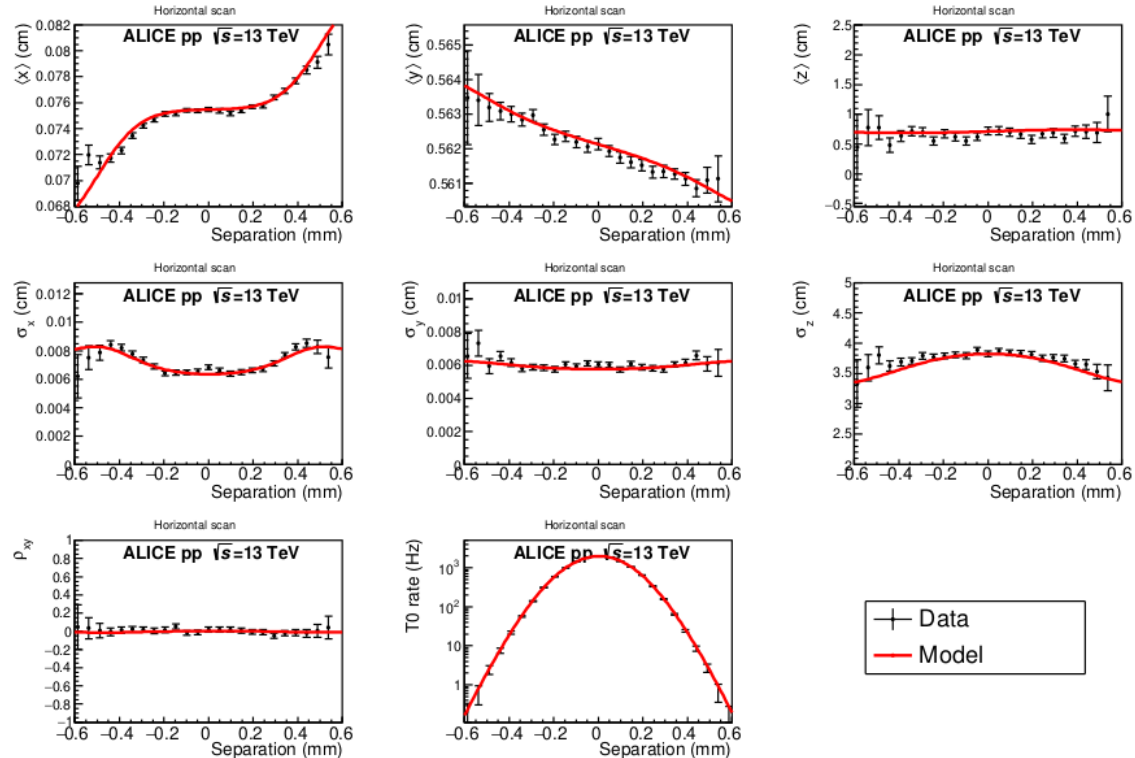 Horizontal scan
Horizontal scan
Horizontal scan
⟨x⟩ (cm)
0.082
0.08
0.078
0.076
0.074
0.072
0.07
0.068
ALICE pp √s=13 TeV
−0.6 −0.4 −0.2 0 0.2 0.4 0.6
Separation (mm)
⟨y⟩ (cm)
0.565
0.564
0.563
0.562
0.561
ALICE pp √s=13 TeV
−0.6 −0.4 −0.2 0 0.2 0.4 0.6
Separation (mm)
⟨z⟩ (cm)
2.5
2
1.5
1
0.5
0
−0.5
ALICE pp √s=13 TeV
−0.6 −0.4 −0.2 0 0.2 0.4 0.6
Separation (mm)
Horizontal scan
Horizontal scan
Horizontal scan
σx (cm)
0.012
0.01
0.008
0.006
0.004
0.002
0
ALICE pp √s=13 TeV
−0.6 −0.4 −0.2 0 0.2 0.4 0.6
Separation (mm)
σy (cm)
0.01
0.008
0.006
0.004
0.002
0
ALICE pp √s=13 TeV
−0.6 −0.4 −0.2 0 0.2 0.4 0.6
Separation (mm)
σz (cm)
5
4.5
4
3.5
3
2.5
2
ALICE pp √s=13 TeV
−0.6 −0.4 −0.2 0 0.2 0.4 0.6
Separation (mm)
Horizontal scan
Horizontal scan
ρxy
1
0.8
0.6
0.4
0.2
0
−0.2
−0.4
−0.6
−0.8
−1
ALICE pp √s=13 TeV
−0.6 −0.4 −0.2 0 0.2 0.4 0.6
Separation (mm)
T0 rate (Hz)
10³
10²
10
1
ALICE pp √s=13 TeV
−0.6 −0.4 −0.2 0 0.2 0.4 0.6
Separation (mm)
Data
Model